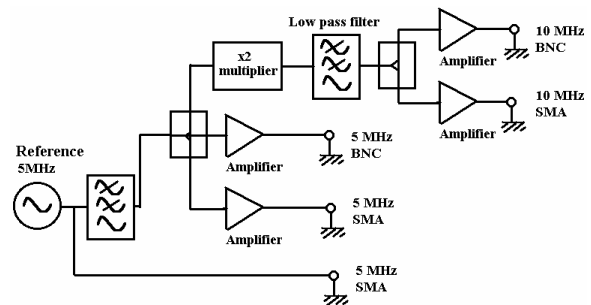 Low pass filter
x2
multiplier
Amplifier
10 MHz
BNC
Amplifier
10 MHz
SMA
Reference
5MHz
Amplifier
5 MHz
BNC
Amplifier
5 MHz
SMA
5 MHz
SMA